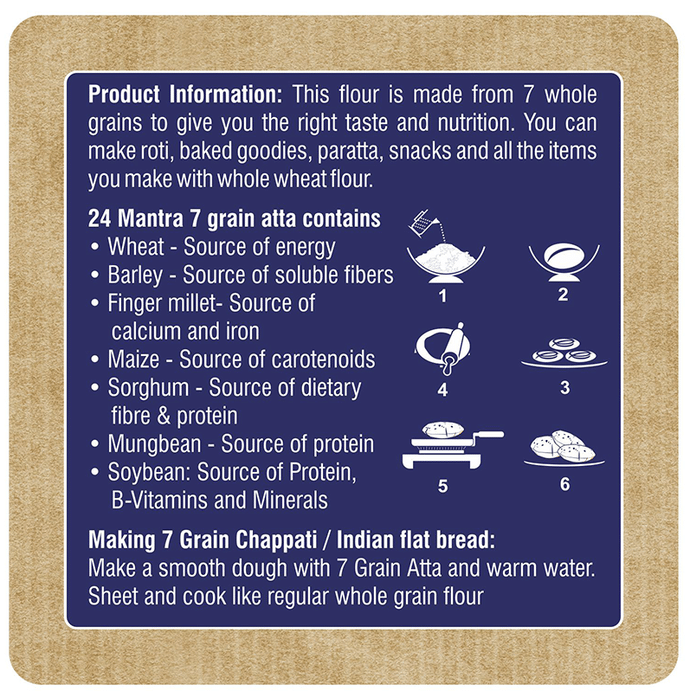 Product Information: This flour is made from 7 whole
grains to give you the right taste and nutrition. You can
make roti, baked goodies, paratta, snacks and all the items
you make with whole wheat flour.
24 Mantra 7 grain atta contains
• Wheat - Source of energy
• Barley - Source of soluble fibers
• Finger millet- Source of
calcium and iron
• Maize - Source of carotenoids
• Sorghum - Source of dietary
fibre & protein
• Mungbean - Source of protein
• Soybean: Source of Protein,
B-Vitamins and Minerals
1
2
4
3
5
6
Making 7 Grain Chappati / Indian flat bread:
Make a smooth dough with 7 Grain Atta and warm water.
Sheet and cook like regular whole grain flour